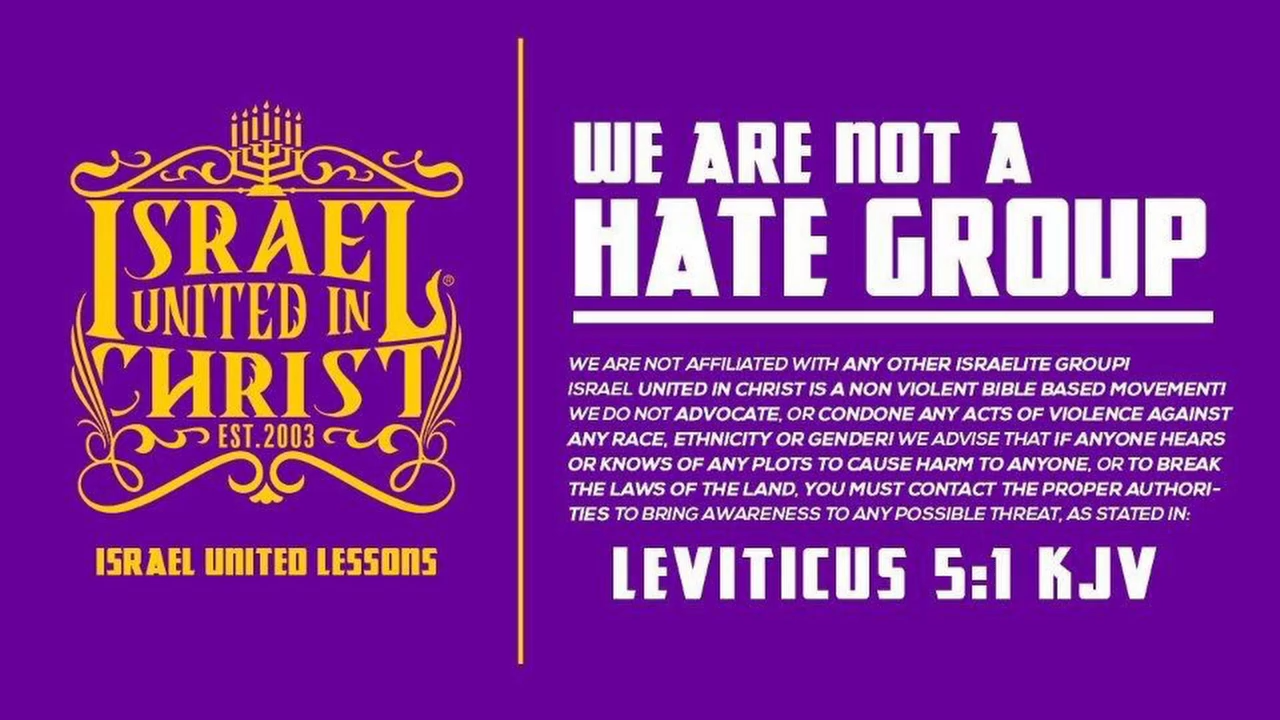 ISRAEL
UNITED IN
CHRIST
EST.2003
ISRAEL UNITED LESSONS
WE ARE NOT A
HATE GROUP
WE ARE NOT AFFILIATED WITH ANY OTHER ISRAELITE GROUP!
ISRAEL UNITED IN CHRIST IS A NON VIOLENT BIBLE BASED MOVEMENT!
WE DO NOT ADVOCATE, OR CONDONE ANY ACTS OF VIOLENCE AGAINST
ANY RACE, ETHNICITY OR GENDER! WE ADVISE THAT IF ANYONE HEARS
OR KNOWS OF ANY PLOTS TO CAUSE HARM TO ANYONE, OR TO BREAK
THE LAWS OF THE LAND, YOU MUST CONTACT THE PROPER AUTHORI-
TIES TO BRING AWARENESS TO ANY POSSIBLE THREAT, AS STATED IN:
LEVITICUS 5:1 KJV